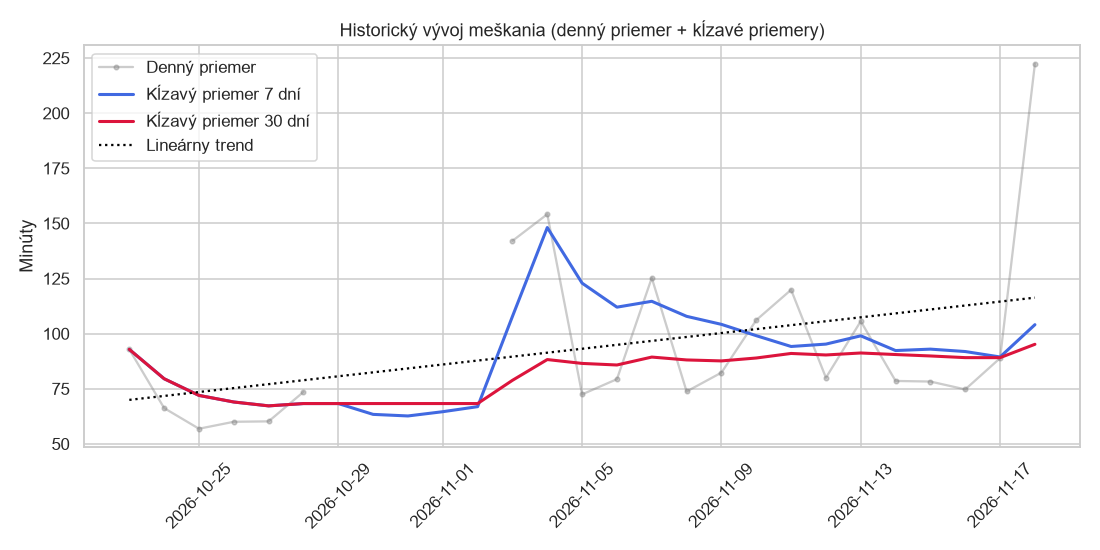 Historický vývoj meškania (denný priemer + kĺzavé priemery)
Denný priemer
Kĺzavý priemer 7 dní
Kĺzavý priemer 30 dní
Lineárny trend
Minúty
225
200
175
150
125
100
75
50
2026-10-25
2026-10-29
2026-11-01
2026-11-05
2026-11-09
2026-11-13
2026-11-17